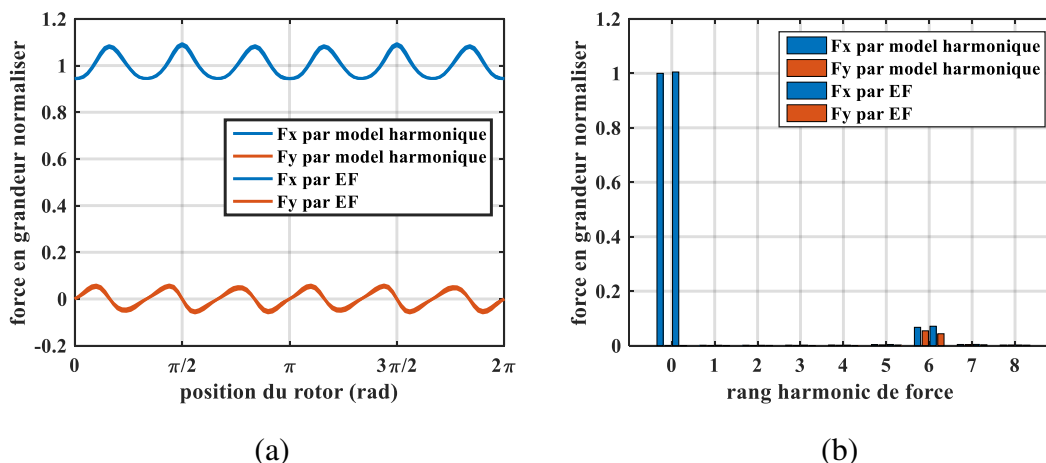 force en grandeur normaliser
1.2
1
0.8
0.6
0.4
0.2
0
-0.2
Fx par model harmonique
Fy par model harmonique
Fx par EF
Fy par EF
0
π/2
π
3π/2
2π
position du rotor (rad)
(a)
force en grandeur normaliser
1.2
1
0.8
0.6
0.4
0.2
0
Fx par model harmonique
Fy par model harmonique
Fx par EF
Fy par EF
0
1
2
3
4
5
6
7
8
rang harmonic de force
(b)